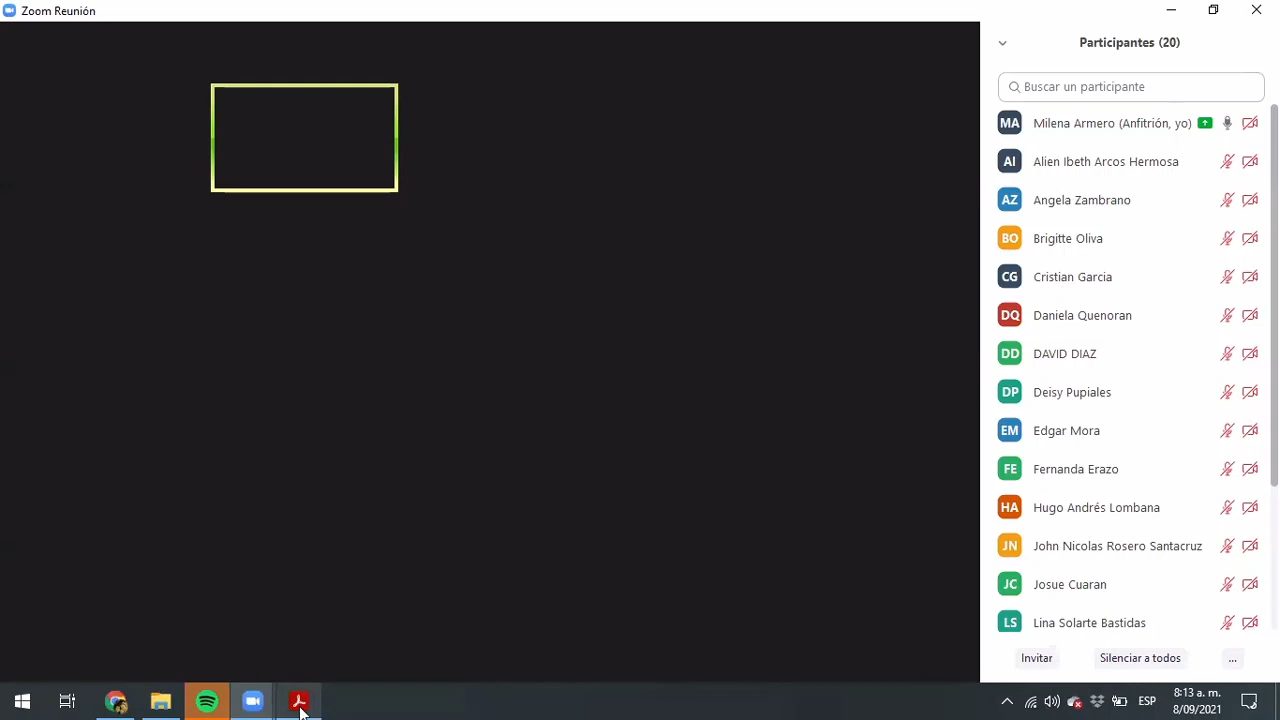 Zoom Reunión
Participantes (20)
Buscar un participante
MA Milena Armero (Anfitrión, yo)
AI Alien Ibeth Arcos Hermosa
AZ Angela Zambrano
BO Brigitte Oliva
CG Cristian Garcia
DQ Daniela Quenoran
DD DAVID DIAZ
DP Deisy Pupiales
EM Edgar Mora
FE Fernanda Erazo
HA Hugo Andrés Lombana
JN John Nicolas Rosero Santacruz
JC Josue Cuaran
LS Lina Solarte Bastidas
Invitar Silenciar a todos ...
ESP 8:13 a. m.
8/09/2021